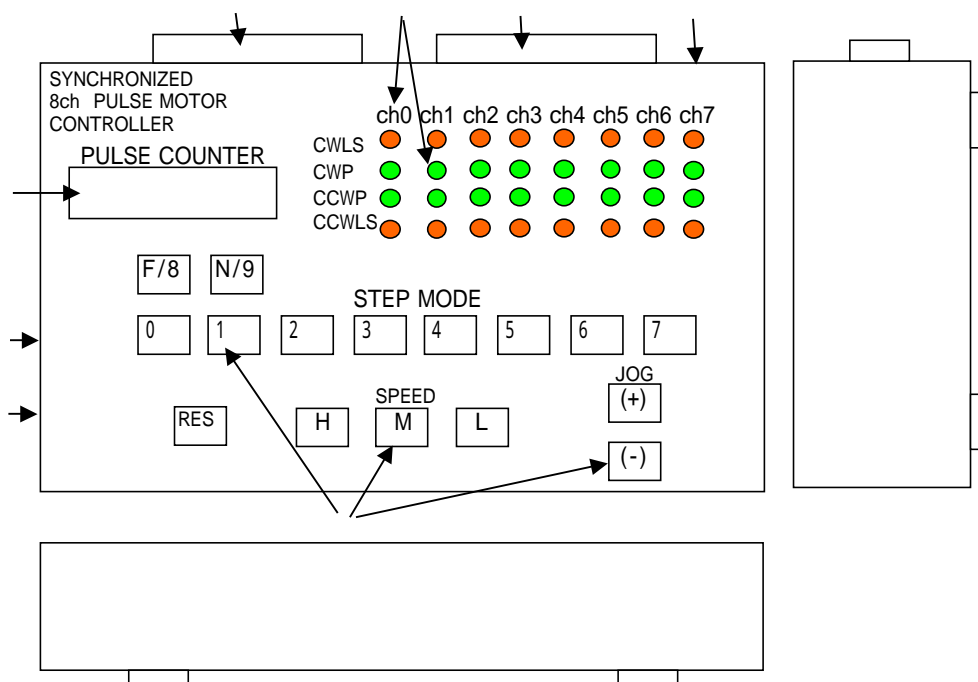 SYNCHRONIZED
8ch PULSE MOTOR
CONTROLLER
PULSE COUNTER
ch0 ch1 ch2 ch3 ch4 ch5 ch6 ch7
CWLS
CWP
CCWP
CCWLS
F/8 N/9
STEP MODE
0 1 2 3 4 5 6 7
JOG
(+)
SPEED
RES H M L
(-)